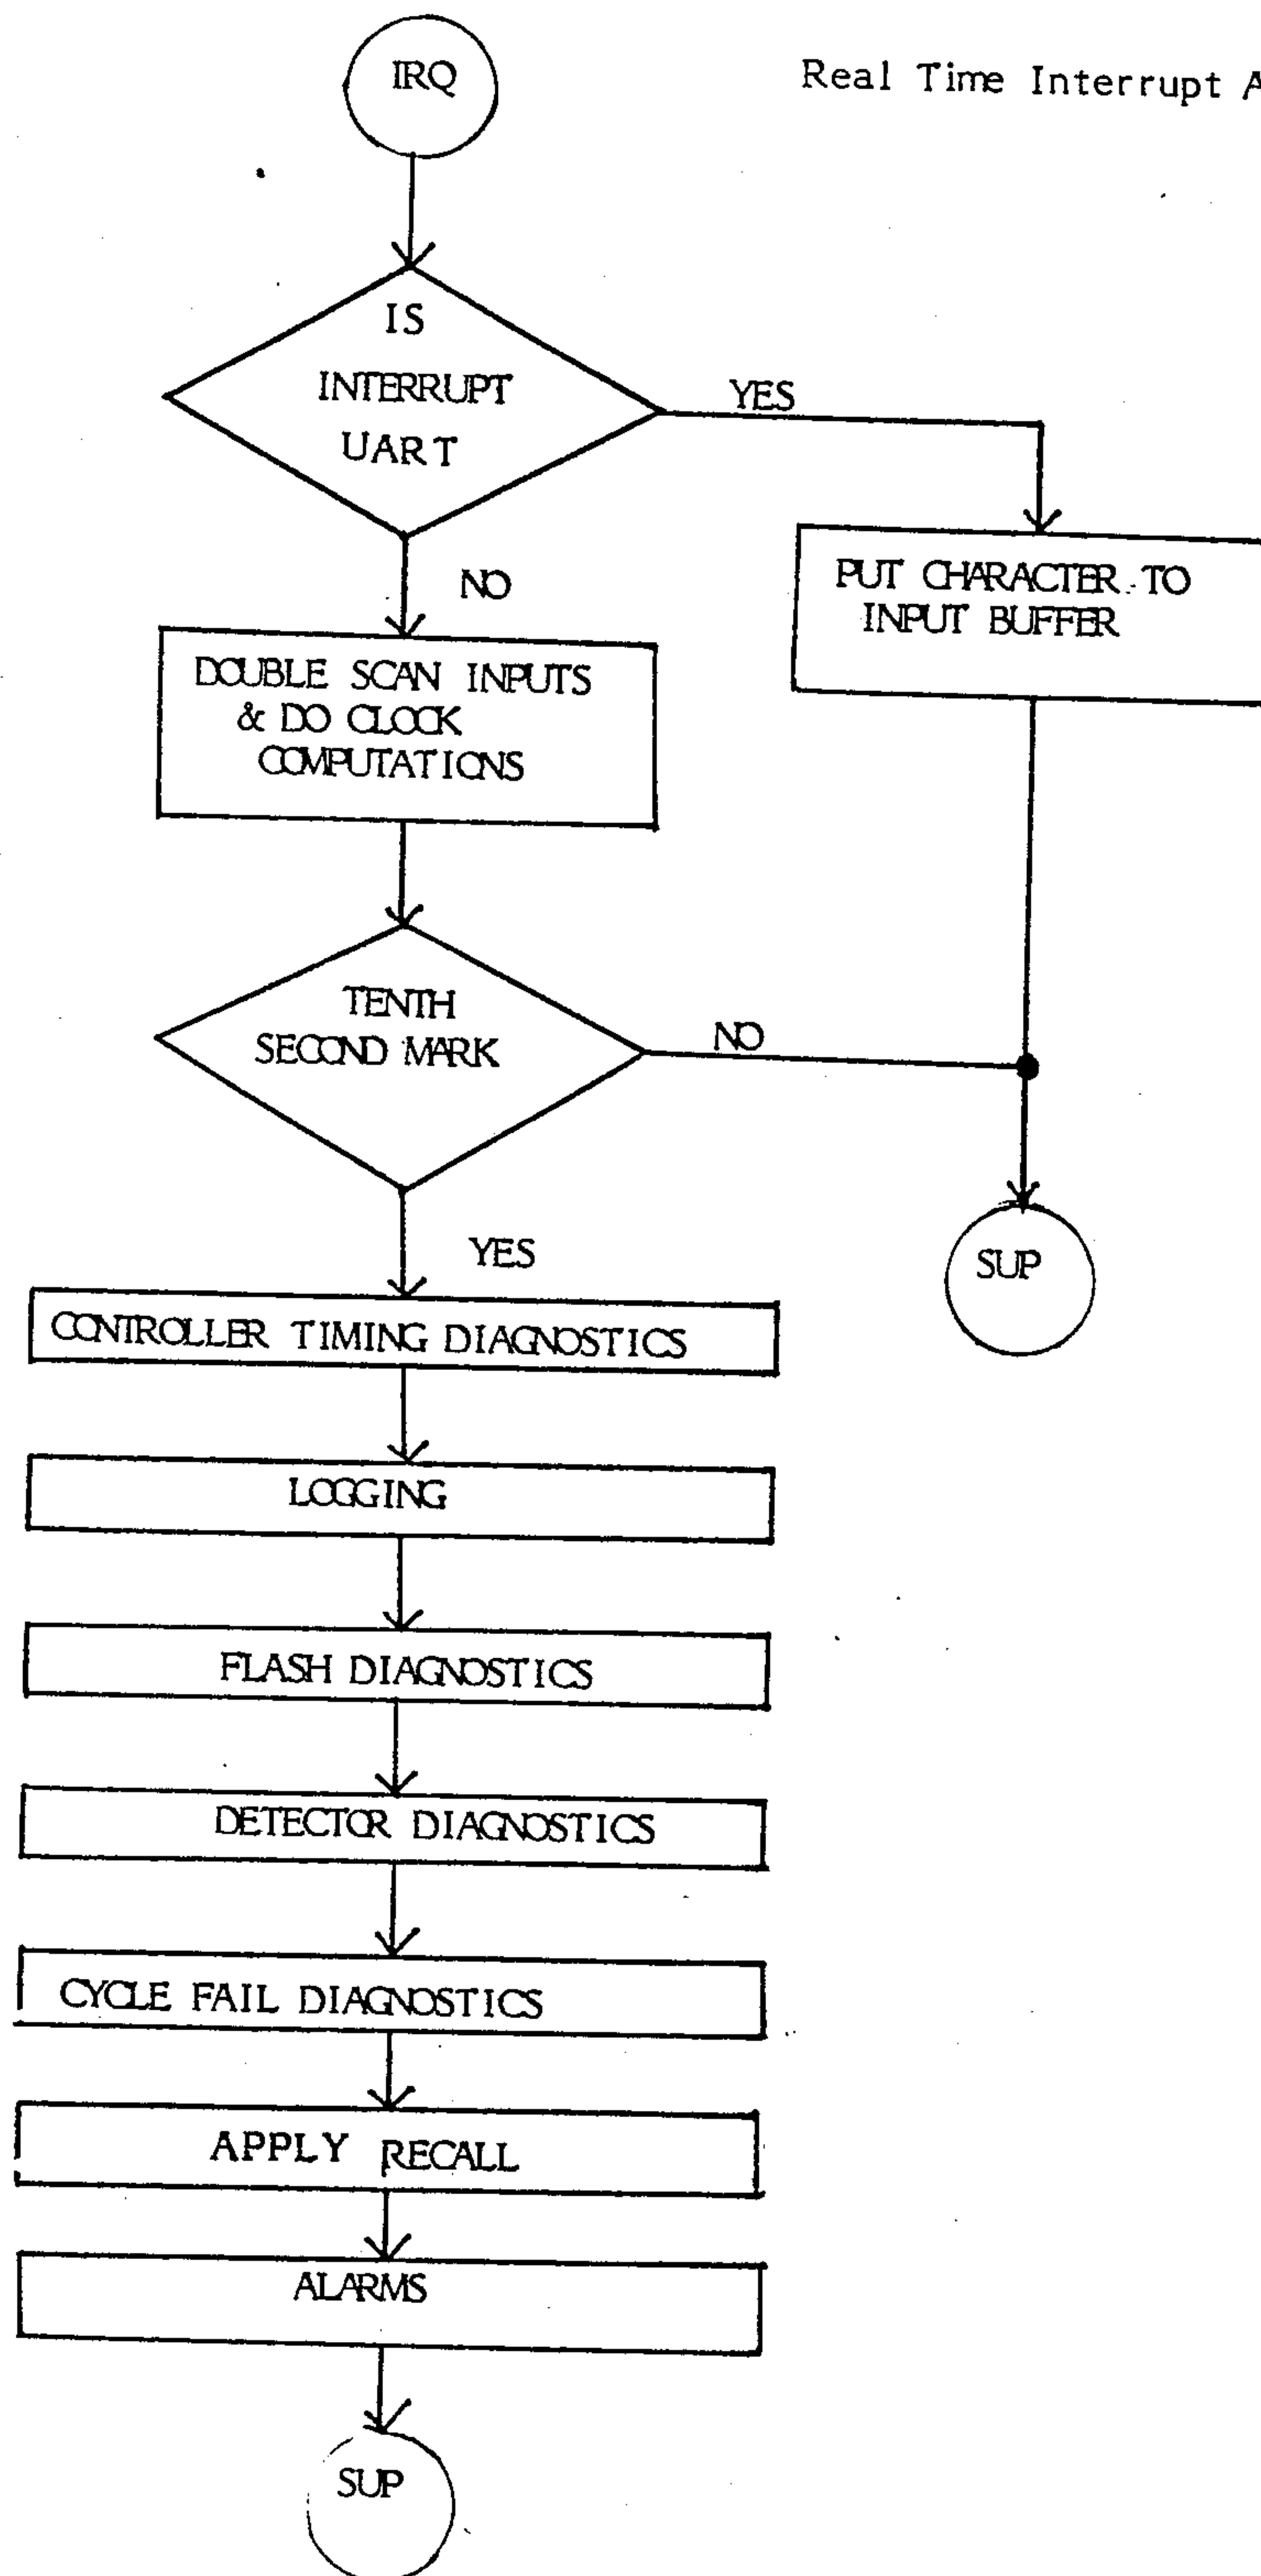 IRQ
Real Time Interrupt A
IS
INTERRUPT
UART
YES
NO
PUT CHARACTER TO
INPUT BUFFER
DOUBLE SCAN INPUTS
& DO CLOCK
COMPUTATIONS
TENTH
SECOND MARK
NO
YES
SUP
CONTROLLER TIMING DIAGNOSTICS
LOGGING
FLASH DIAGNOSTICS
DETECTOR DIAGNOSTICS
CYCLE FAIL DIAGNOSTICS
APPLY RECALL
ALARMS
SUP